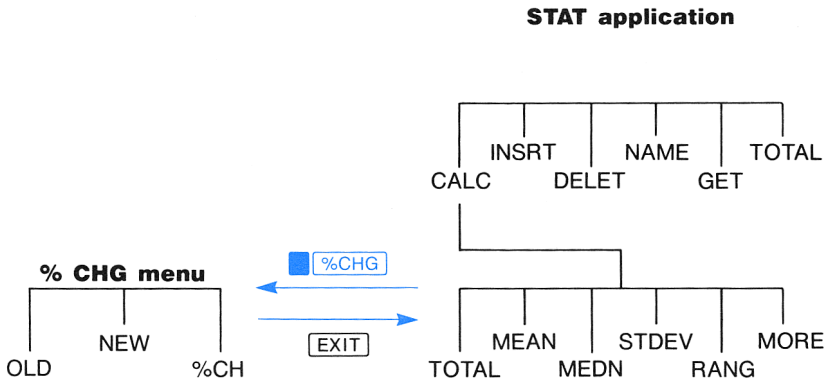 STAT application
INSRT NAME TOTAL
CALC DELET GET
% CHG menu
%CHG
NEW
OLD %CH
EXIT
MEAN STDEV MORE
TOTAL MEDN RANG